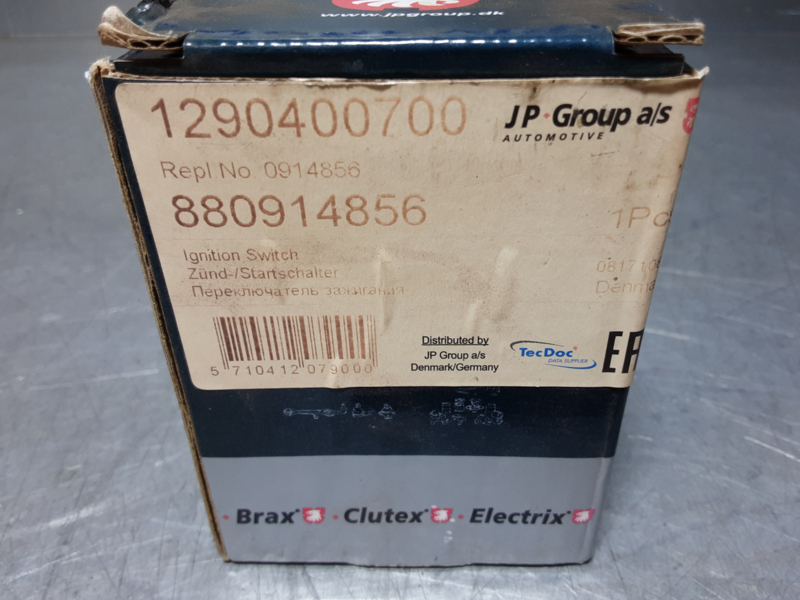 www.jpgroup.dk
1290400700
JP Group a/s
AUTOMOTIVE
Repl No. 0914856
880914856
1Pc
Ignition Switch
Zünd-/Startschalter
Переключатель зажигания
Distributed by
JP Group a/s
Denmark/Germany
TecDoc
DATA SUPPLIER
5 710412 079000
Brax · Clutex · Electrix